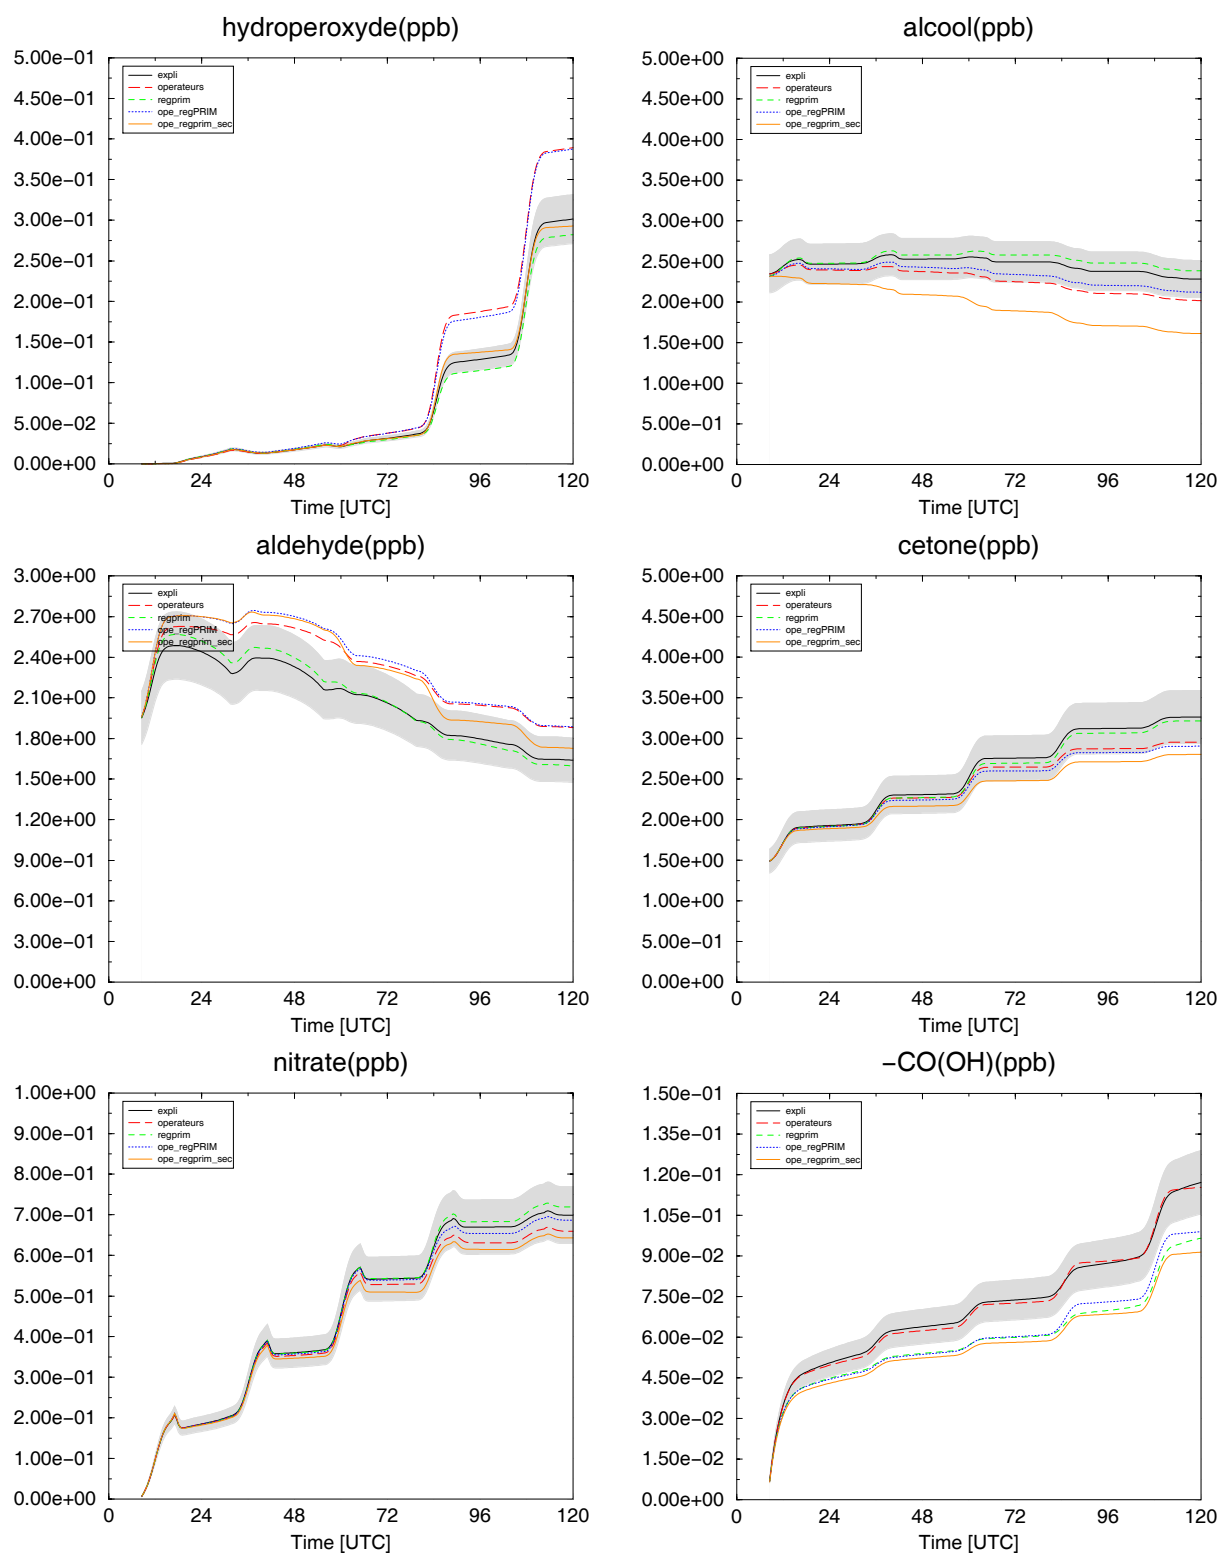 hydroperoxyde(ppb)
5.00e−01
4.50e−01
4.00e−01
3.50e−01
3.00e−01
2.50e−01
2.00e−01
1.50e−01
1.00e−01
5.00e−02
0.00e+00
expli
operateurs
regprim
ope_regPRIM
ope_regprim_sec
0 24 48 72 96 120
Time [UTC]
alcool(ppb)
5.00e+00
4.50e+00
4.00e+00
3.50e+00
3.00e+00
2.50e+00
2.00e+00
1.50e+00
1.00e+00
5.00e−01
0.00e+00
expli
operateurs
regprim
ope_regPRIM
ope_regprim_sec
0 24 48 72 96 120
Time [UTC]
aldehyde(ppb)
3.00e+00
2.70e+00
2.40e+00
2.10e+00
1.80e+00
1.50e+00
1.20e+00
9.00e−01
6.00e−01
3.00e−01
0.00e+00
expli
operateurs
regprim
ope_regPRIM
ope_regprim_sec
0 24 48 72 96 120
Time [UTC]
cetone(ppb)
5.00e+00
4.50e+00
4.00e+00
3.50e+00
3.00e+00
2.50e+00
2.00e+00
1.50e+00
1.00e+00
5.00e−01
0.00e+00
expli
operateurs
regprim
ope_regPRIM
ope_regprim_sec
0 24 48 72 96 120
Time [UTC]
nitrate(ppb)
1.00e+00
9.00e−01
8.00e−01
7.00e−01
6.00e−01
5.00e−01
4.00e−01
3.00e−01
2.00e−01
1.00e−01
0.00e+00
expli
operateurs
regprim
ope_regPRIM
ope_regprim_sec
0 24 48 72 96 120
Time [UTC]
−CO(OH)(ppb)
1.50e−01
1.35e−01
1.20e−01
1.05e−01
9.00e−02
7.50e−02
6.00e−02
4.50e−02
3.00e−02
1.50e−02
0.00e+00
expli
operateurs
regprim
ope_regPRIM
ope_regprim_sec
0 24 48 72 96 120
Time [UTC]